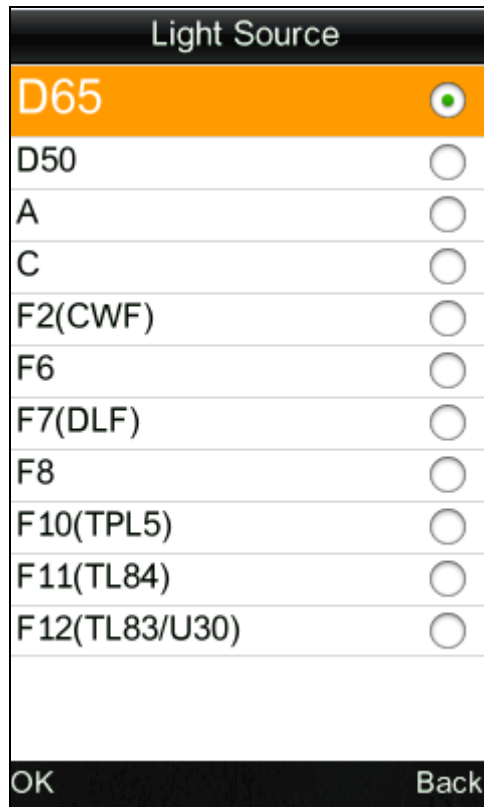 Light Source
D65
D50
A
C
F2(CWF)
F6
F7(DLF)
F8
F10(TPL5)
F11(TL84)
F12(TL83/U30)
OK Back